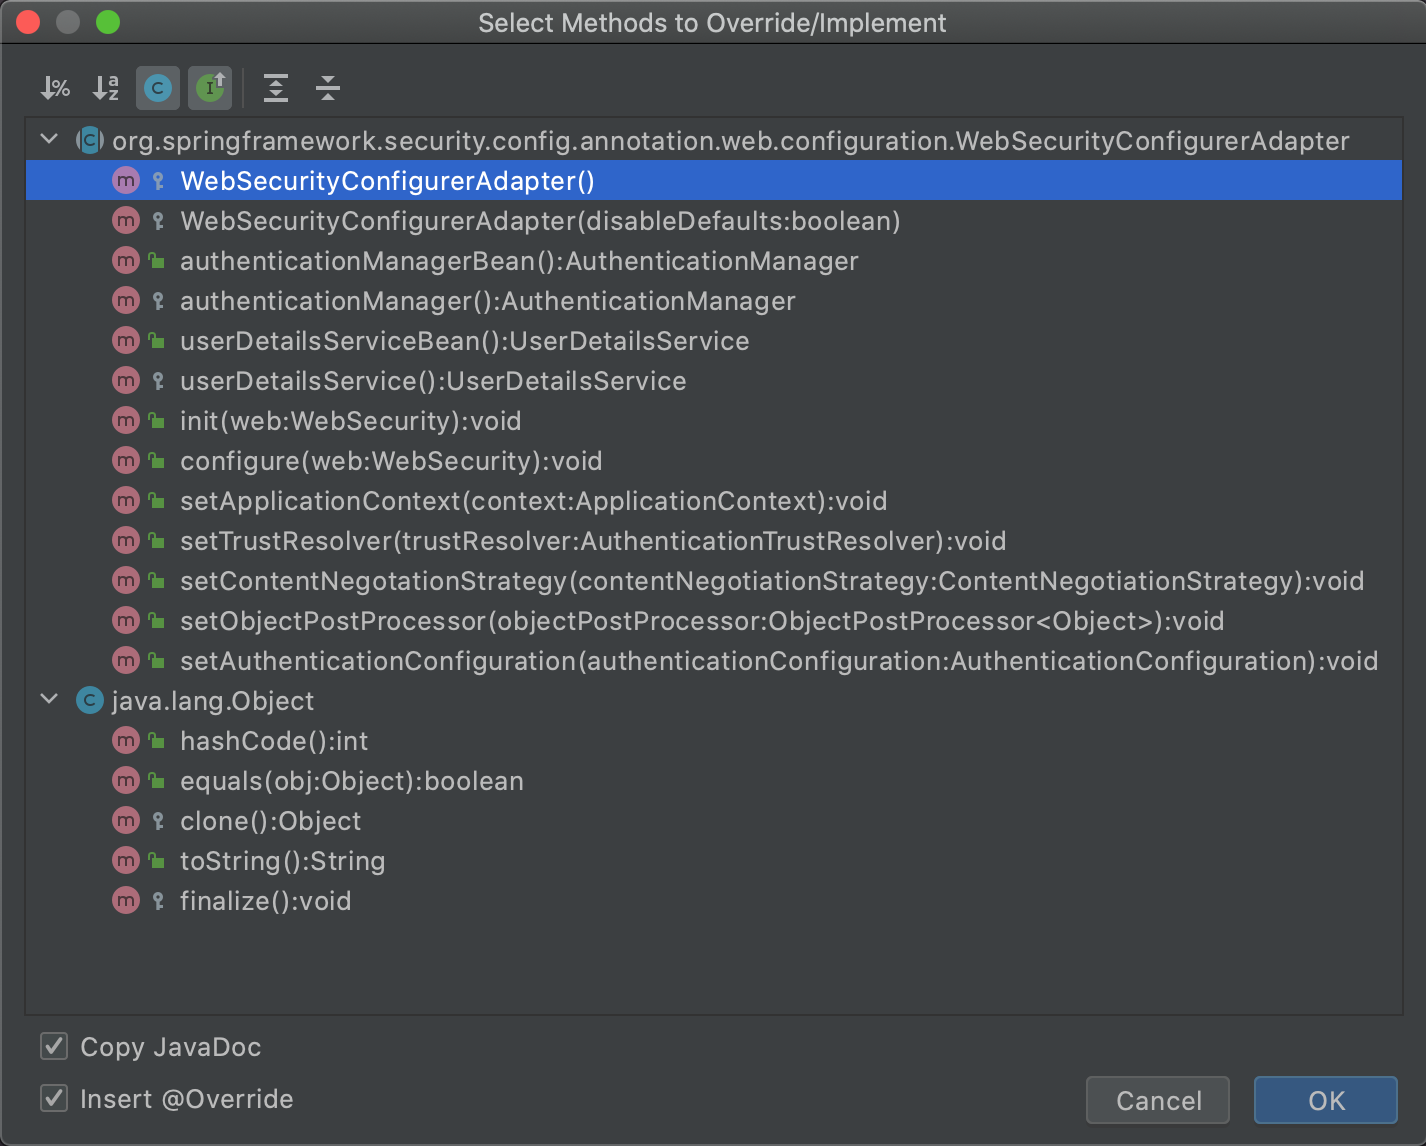 Select Methods to Override/Implement
org.springframework.security.config.annotation.web.configuration.WebSecurityConfigurerAdapter
WebSecurityConfigurerAdapter()
WebSecurityConfigurerAdapter(disableDefaults:boolean)
authenticationManagerBean():AuthenticationManager
authenticationManager():AuthenticationManager
userDetailsServiceBean():UserDetailsService
userDetailsService():UserDetailsService
init(web:WebSecurity):void
configure(web:WebSecurity):void
setApplicationContext(context:ApplicationContext):void
setTrustResolver(trustResolver:AuthenticationTrustResolver):void
setContentNegotationStrategy(contentNegotiationStrategy:ContentNegotiationStrategy):void
setObjectPostProcessor(objectPostProcessor:ObjectPostProcessor<Object>):void
setAuthenticationConfiguration(authenticationConfiguration:AuthenticationConfiguration):void
java.lang.Object
hashCode():int
equals(obj:Object):boolean
clone():Object
toString():String
finalize():void
Copy JavaDoc
Insert @Override
Cancel
OK